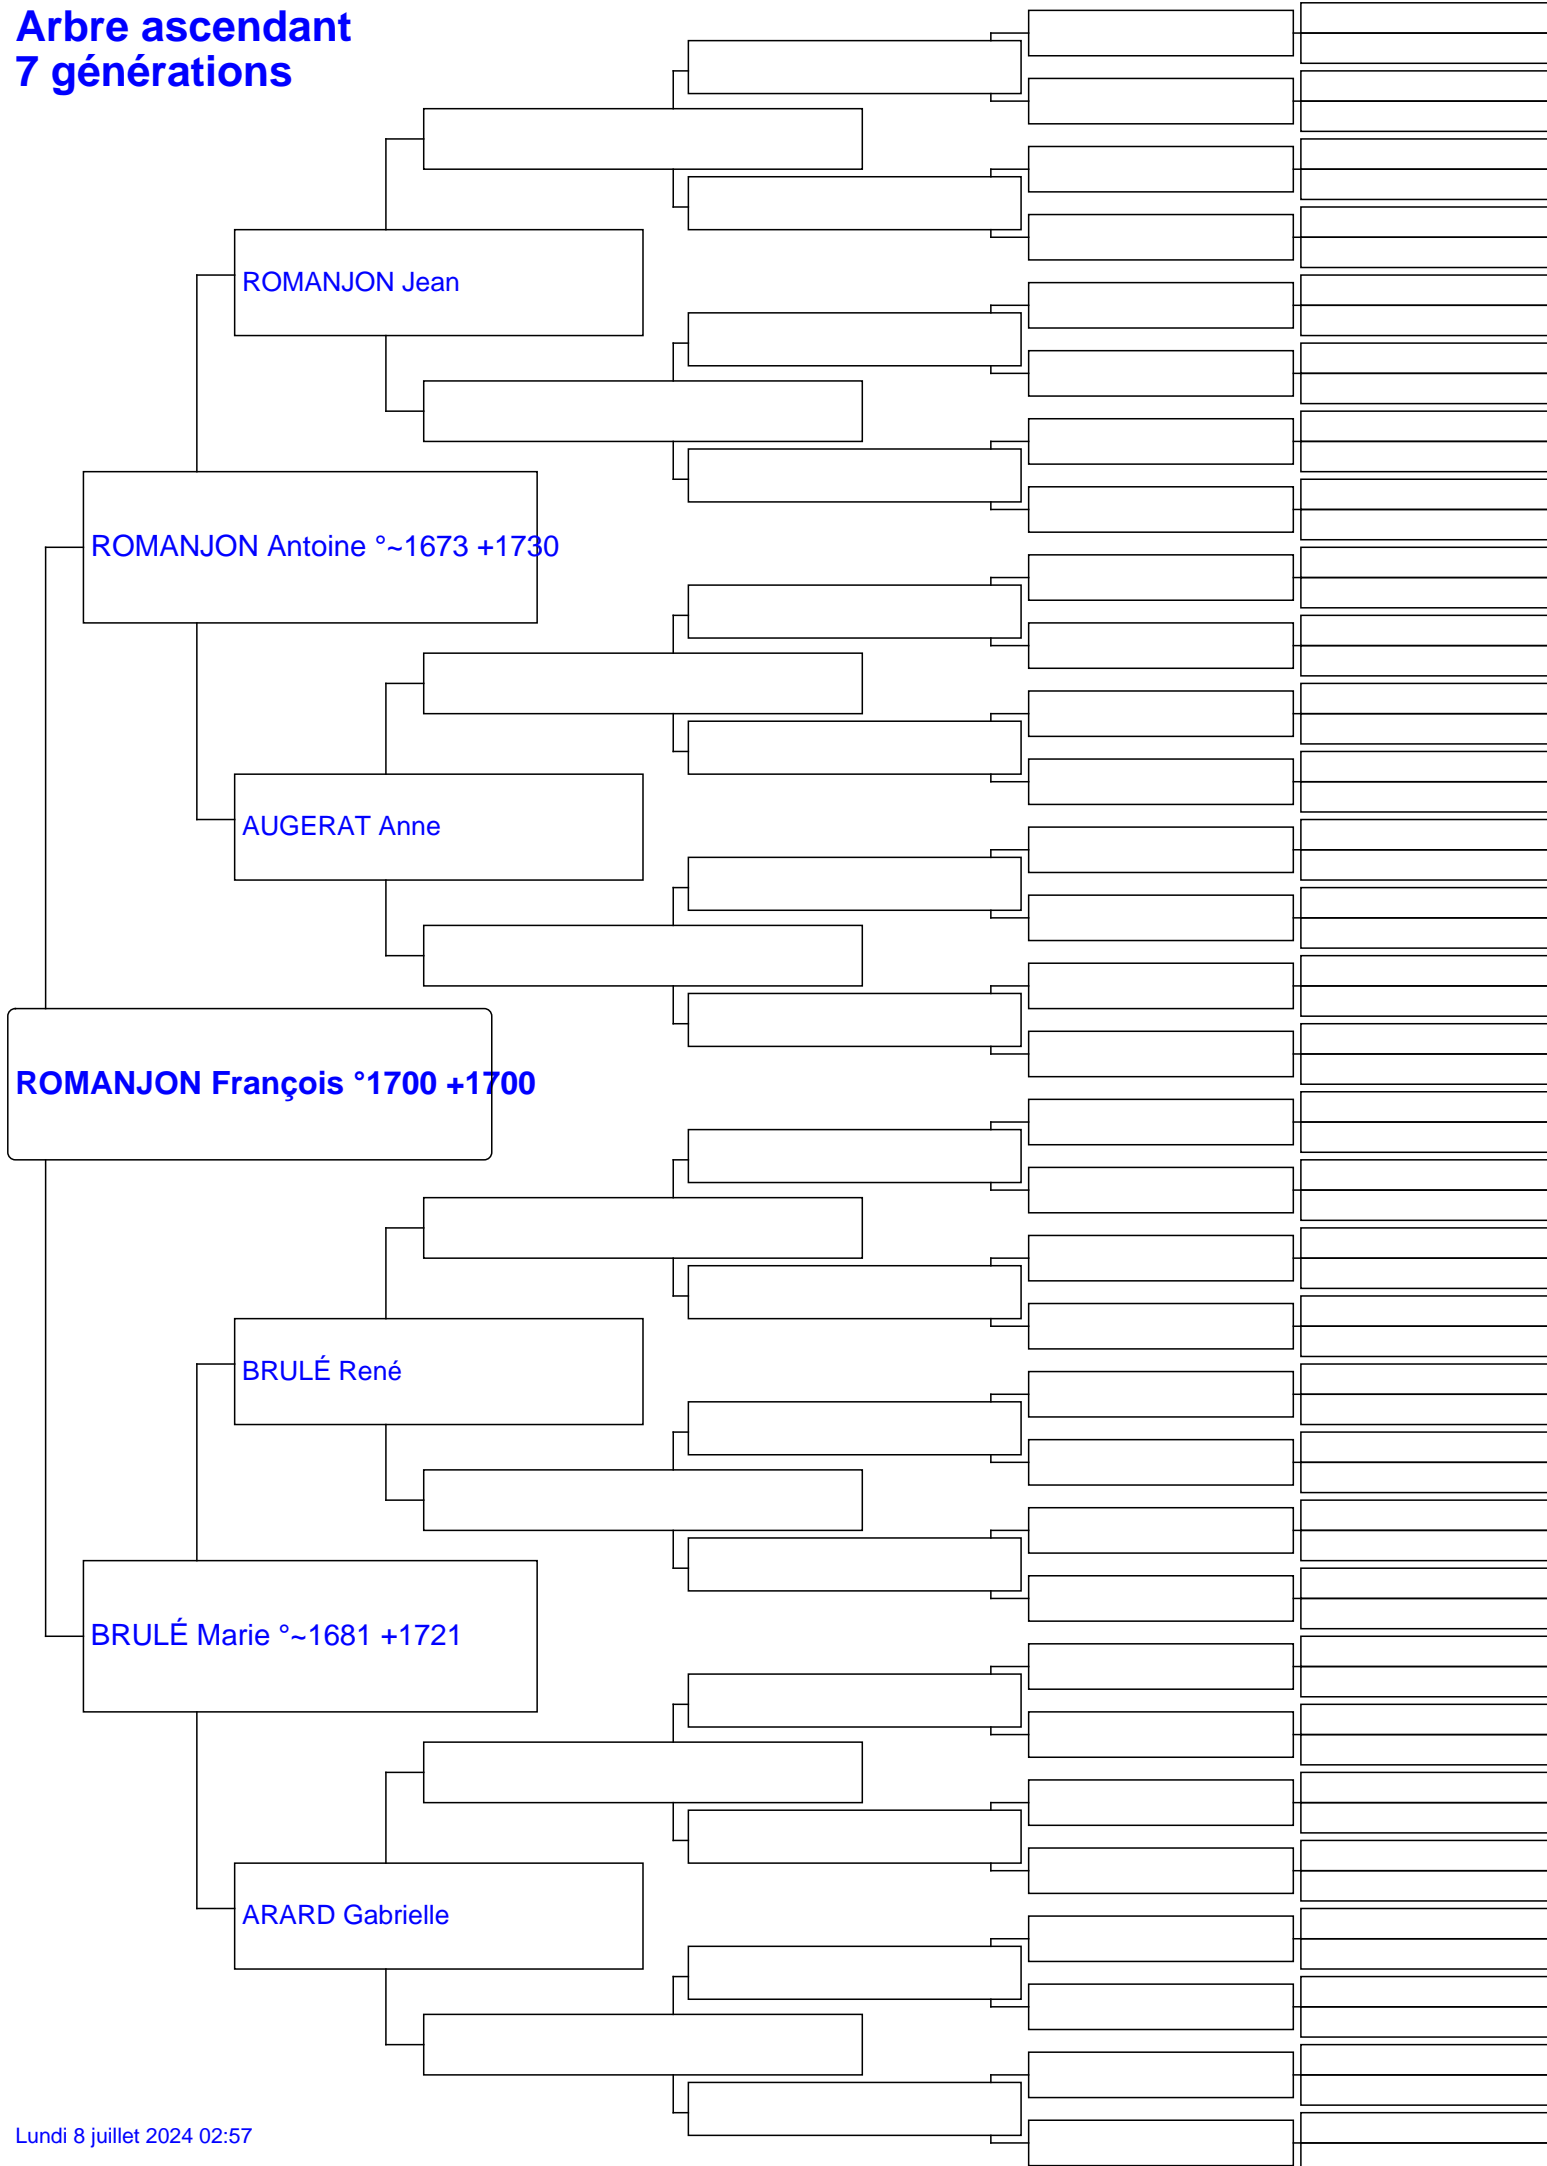 Arbre ascendant
7 générations
ROMANJON Jean
ROMANJON Antoine °~1673 +1730
AUGERAT Anne
ROMANJON François °1700 +1700
BRULÉ René
BRULÉ Marie °~1681 +1721
ARARD Gabrielle
Lundi 8 juillet 2024 02:57